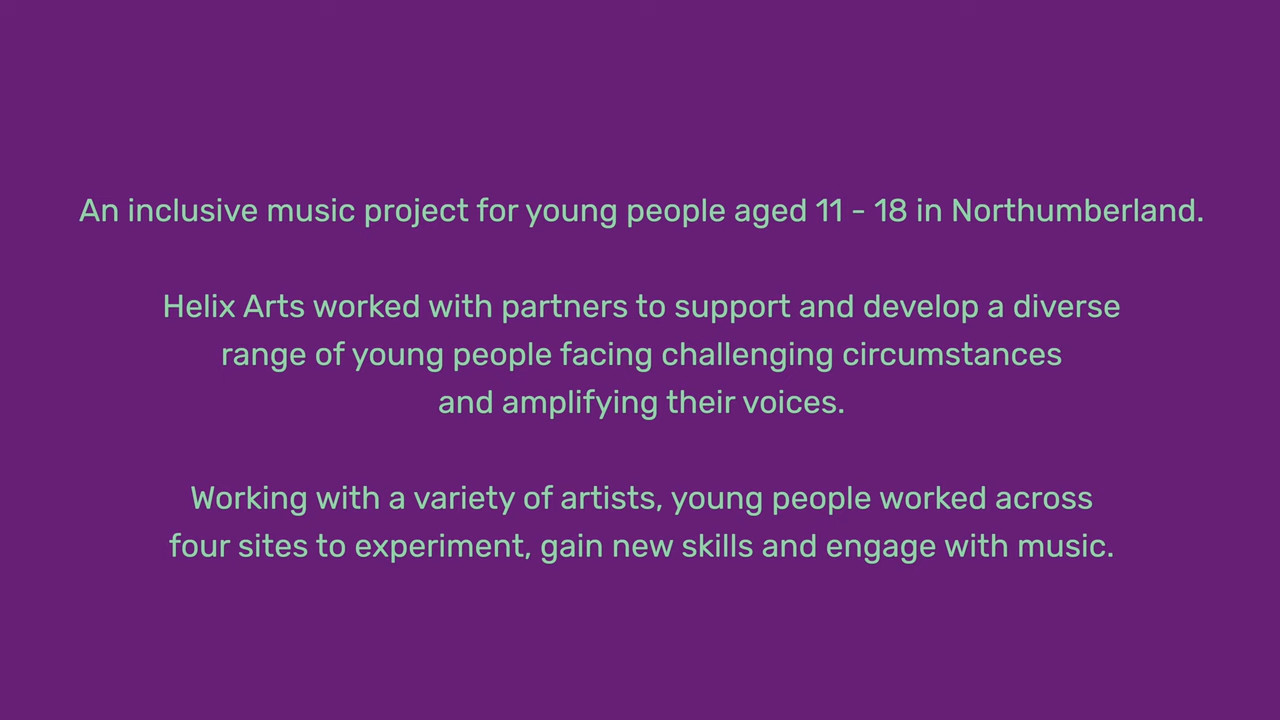 An inclusive music project for young people aged 11 - 18 in Northumberland.
Helix Arts worked with partners to support and develop a diverse
range of young people facing challenging circumstances
and amplifying their voices.
Working with a variety of artists, young people worked across
four sites to experiment, gain new skills and engage with music.